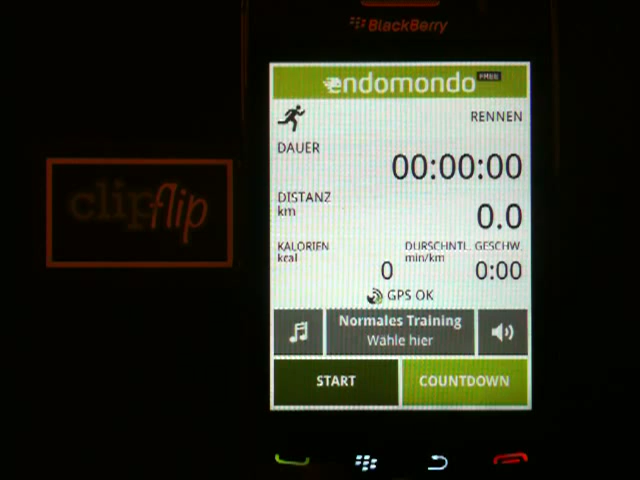 BlackBerry
endomondo FREE
RENNEN
DAUER
00:00:00
DISTANZ
km
0.0
KALORIEN
kcal
0
DURSCHNTL. GESCHW.
min/km
0:00
GPS OK
Normales Training
Wähle hier
START
COUNTDOWN
clipflip